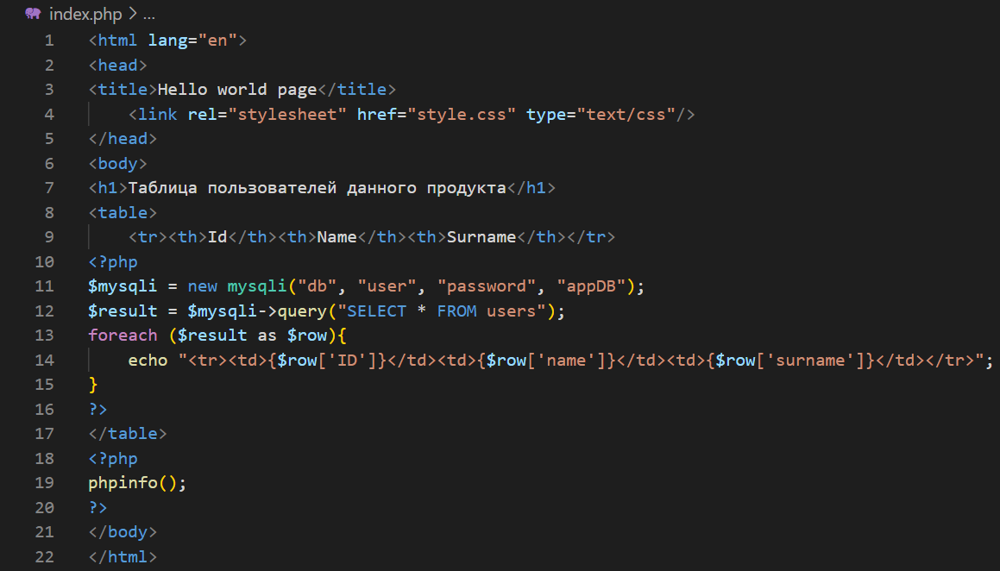 index.php > ...
1 <html lang="en">
2 <head>
3 <title>Hello world page</title>
4     <link rel="stylesheet" href="style.css" type="text/css"/>
5 </head>
6 <body>
7 <h1>Таблица пользователей данного продукта</h1>
8 <table>
9     <tr><th>Id</th><th>Name</th><th>Surname</th></tr>
10 <?php
11 $mysqli = new mysqli("db", "user", "password", "appDB");
12 $result = $mysqli->query("SELECT * FROM users");
13 foreach ($result as $row){
14     echo "<tr><td>{$row['ID']}</td><td>{$row['name']}</td><td>{$row['surname']}</td></tr>";
15 }
16 ?>
17 </table>
18 <?php
19 phpinfo();
20 ?>
21 </body>
22 </html>